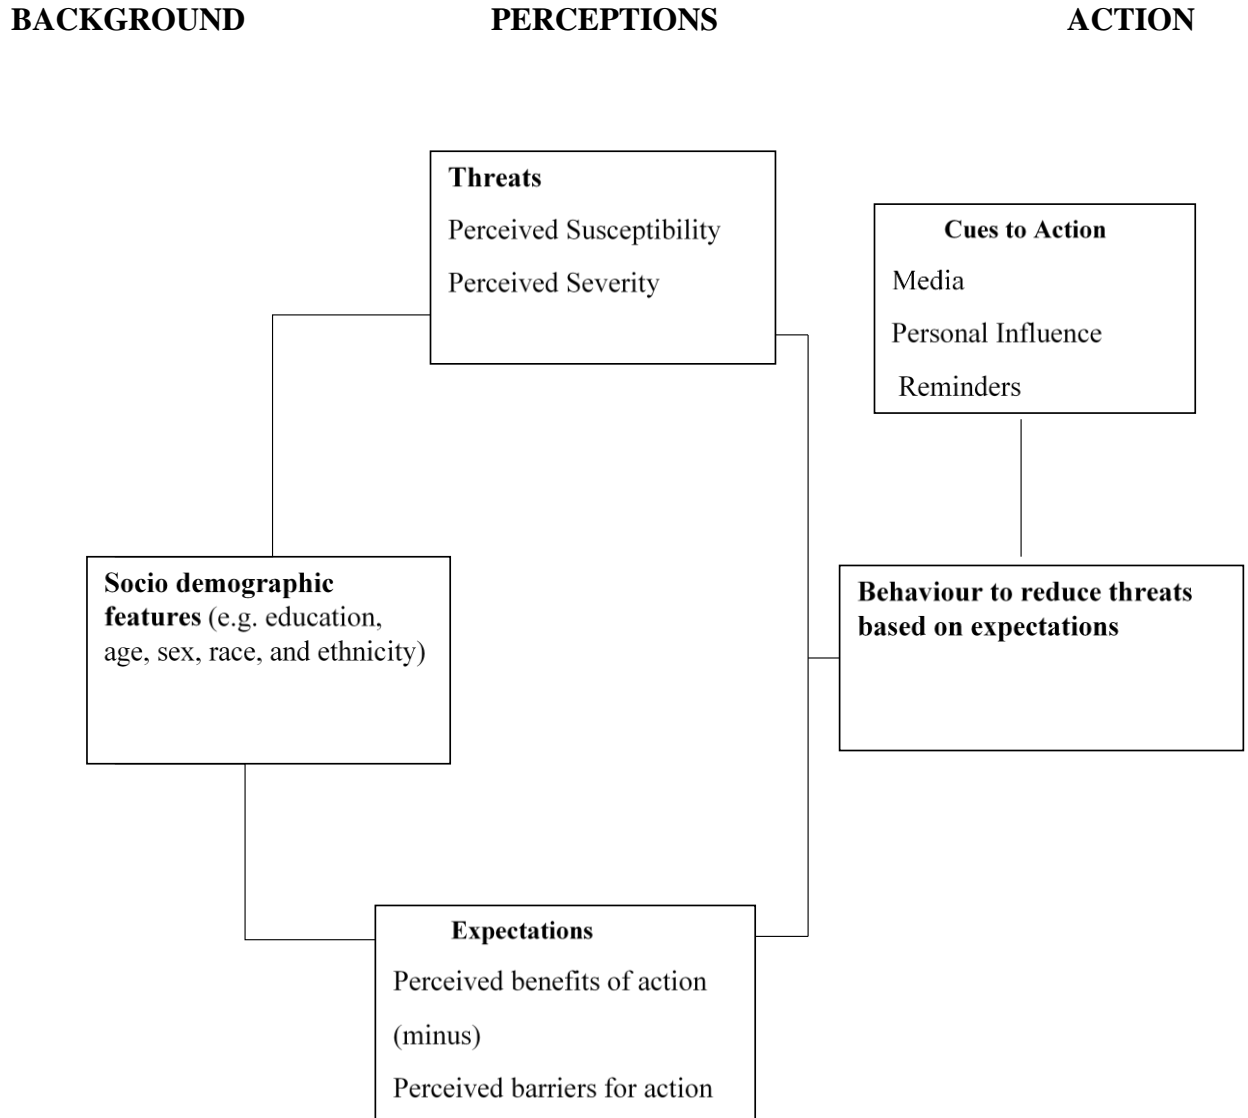 BACKGROUND PERCEPTIONS ACTION
Threats
Perceived Susceptibility
Perceived Severity
Cues to Action
Media
Personal Influence
Reminders
Socio demographic
features (e.g. education,
age, sex, race, and ethnicity)
Behaviour to reduce threats
based on expectations
Expectations
Perceived benefits of action
(minus)
Perceived barriers for action